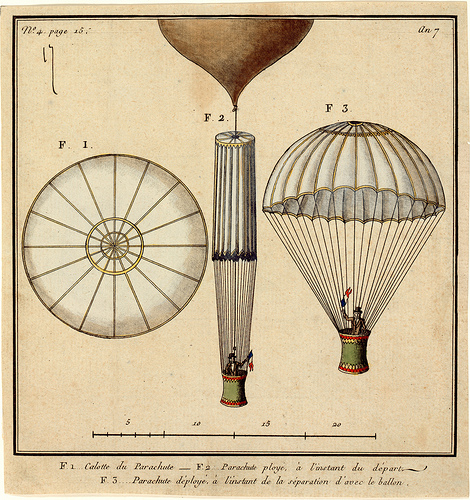 N.º 4. page 15.
An 7
17
F. 1.
F. 2.
F 3.
5 10 15 20
F 1. Calotte du Parachute — F 2. Parachute ployé, à l'instant du départ.
F. 3. ... Parachute déployé, à l'instant de la séparation d'avec le ballon.